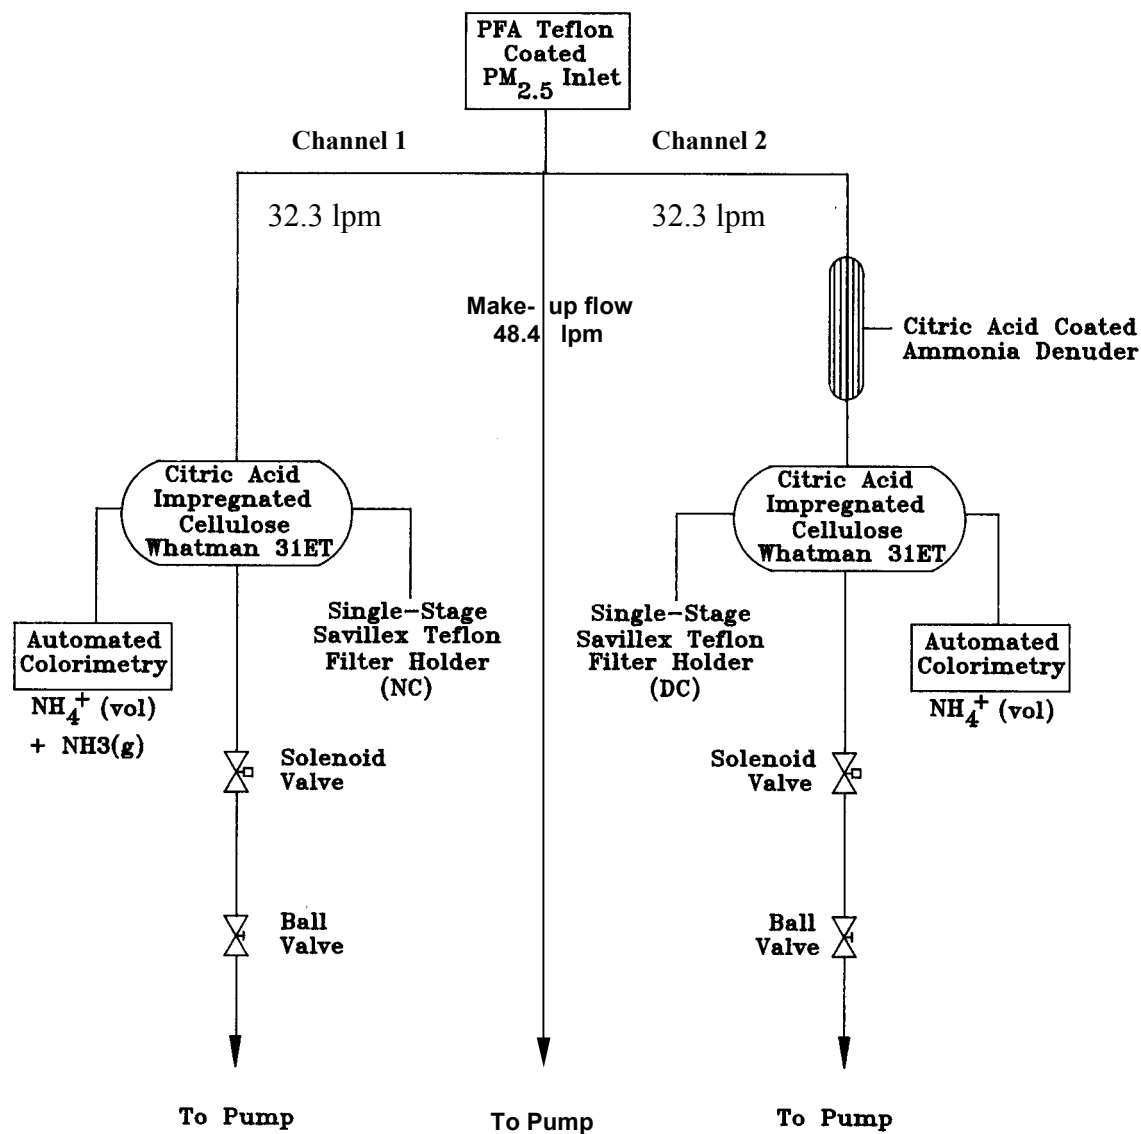 PFA Teflon
Coated
PM2.5 Inlet
Channel 1
Channel 2
32.3 lpm
32.3 lpm
Make- up flow
48.4 lpm
Citric Acid Coated
Ammonia Denuder
Citric Acid
Impregnated
Cellulose
Whatman 31ET
Citric Acid
Impregnated
Cellulose
Whatman 31ET
Automated
Colorimetry
NH4+ (vol)
+ NH3(g)
Single-Stage
Savillex Teflon
Filter Holder
(NC)
Single-Stage
Savillex Teflon
Filter Holder
(DC)
Automated
Colorimetry
NH4+ (vol)
Solenoid
Valve
Solenoid
Valve
Ball
Valve
Ball
Valve
To Pump
To Pump
To Pump